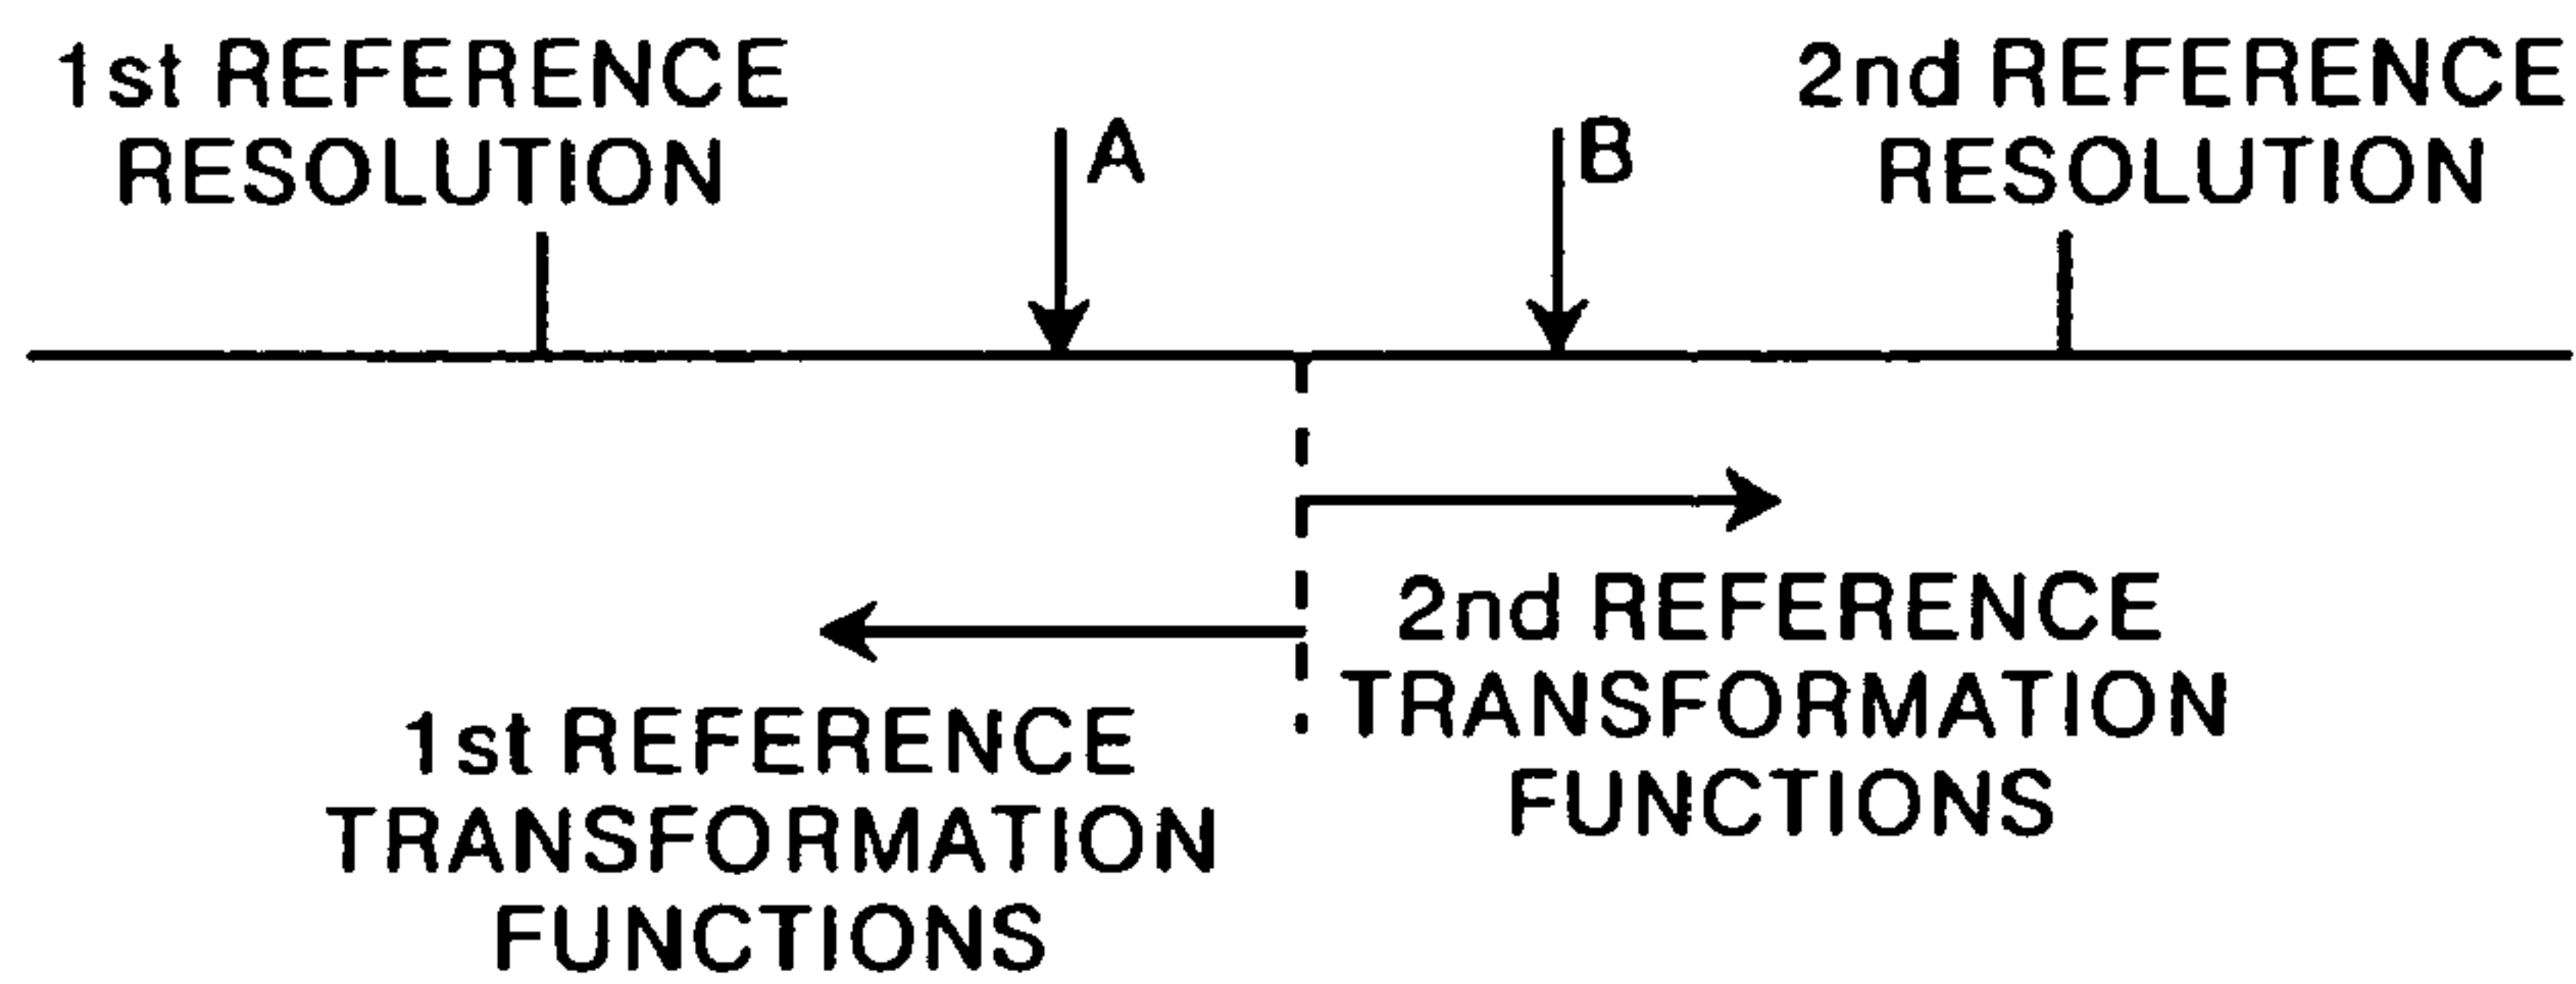 1st REFERENCE
RESOLUTION
A
B
2nd REFERENCE
RESOLUTION
2nd REFERENCE
TRANSFORMATION
FUNCTIONS
1st REFERENCE
TRANSFORMATION
FUNCTIONS